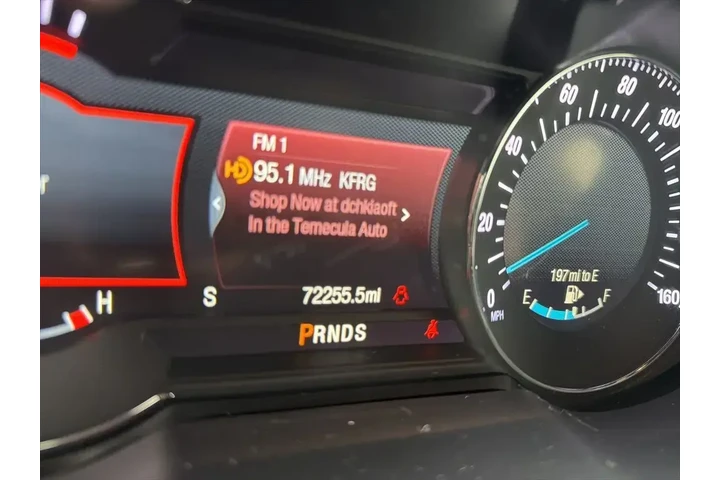 FM 1
HD 95.1 MHz KFRG
Shop Now at dchkiaoft
In the Temecula Auto
H
S
72255.5mi
PRNDS
0
20
40
60
80
100
160
MPH
197 mi to E
E
F